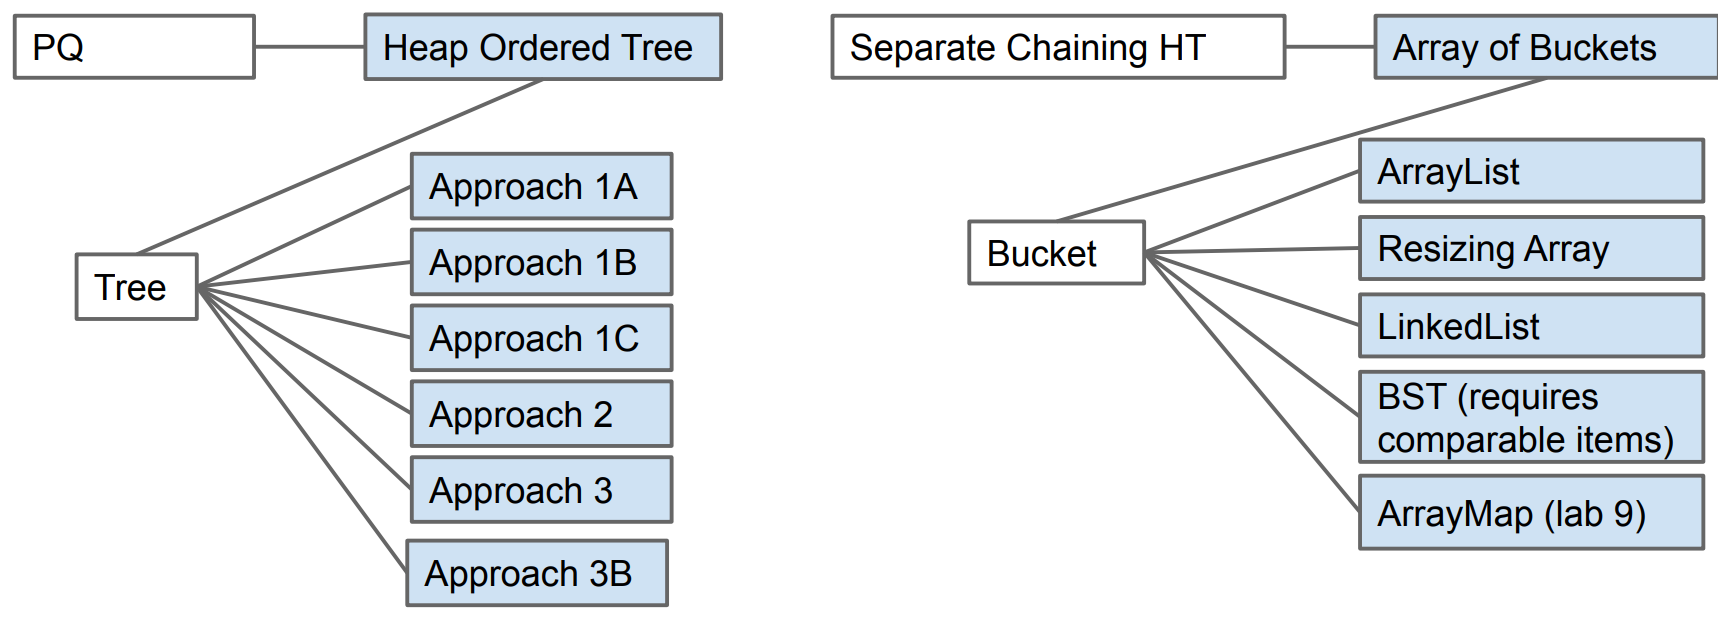 PQ
Heap Ordered Tree
Tree
Approach 1A
Approach 1B
Approach 1C
Approach 2
Approach 3
Approach 3B
Separate Chaining HT
Array of Buckets
Bucket
ArrayList
Resizing Array
LinkedList
BST (requires
comparable items)
ArrayMap (lab 9)